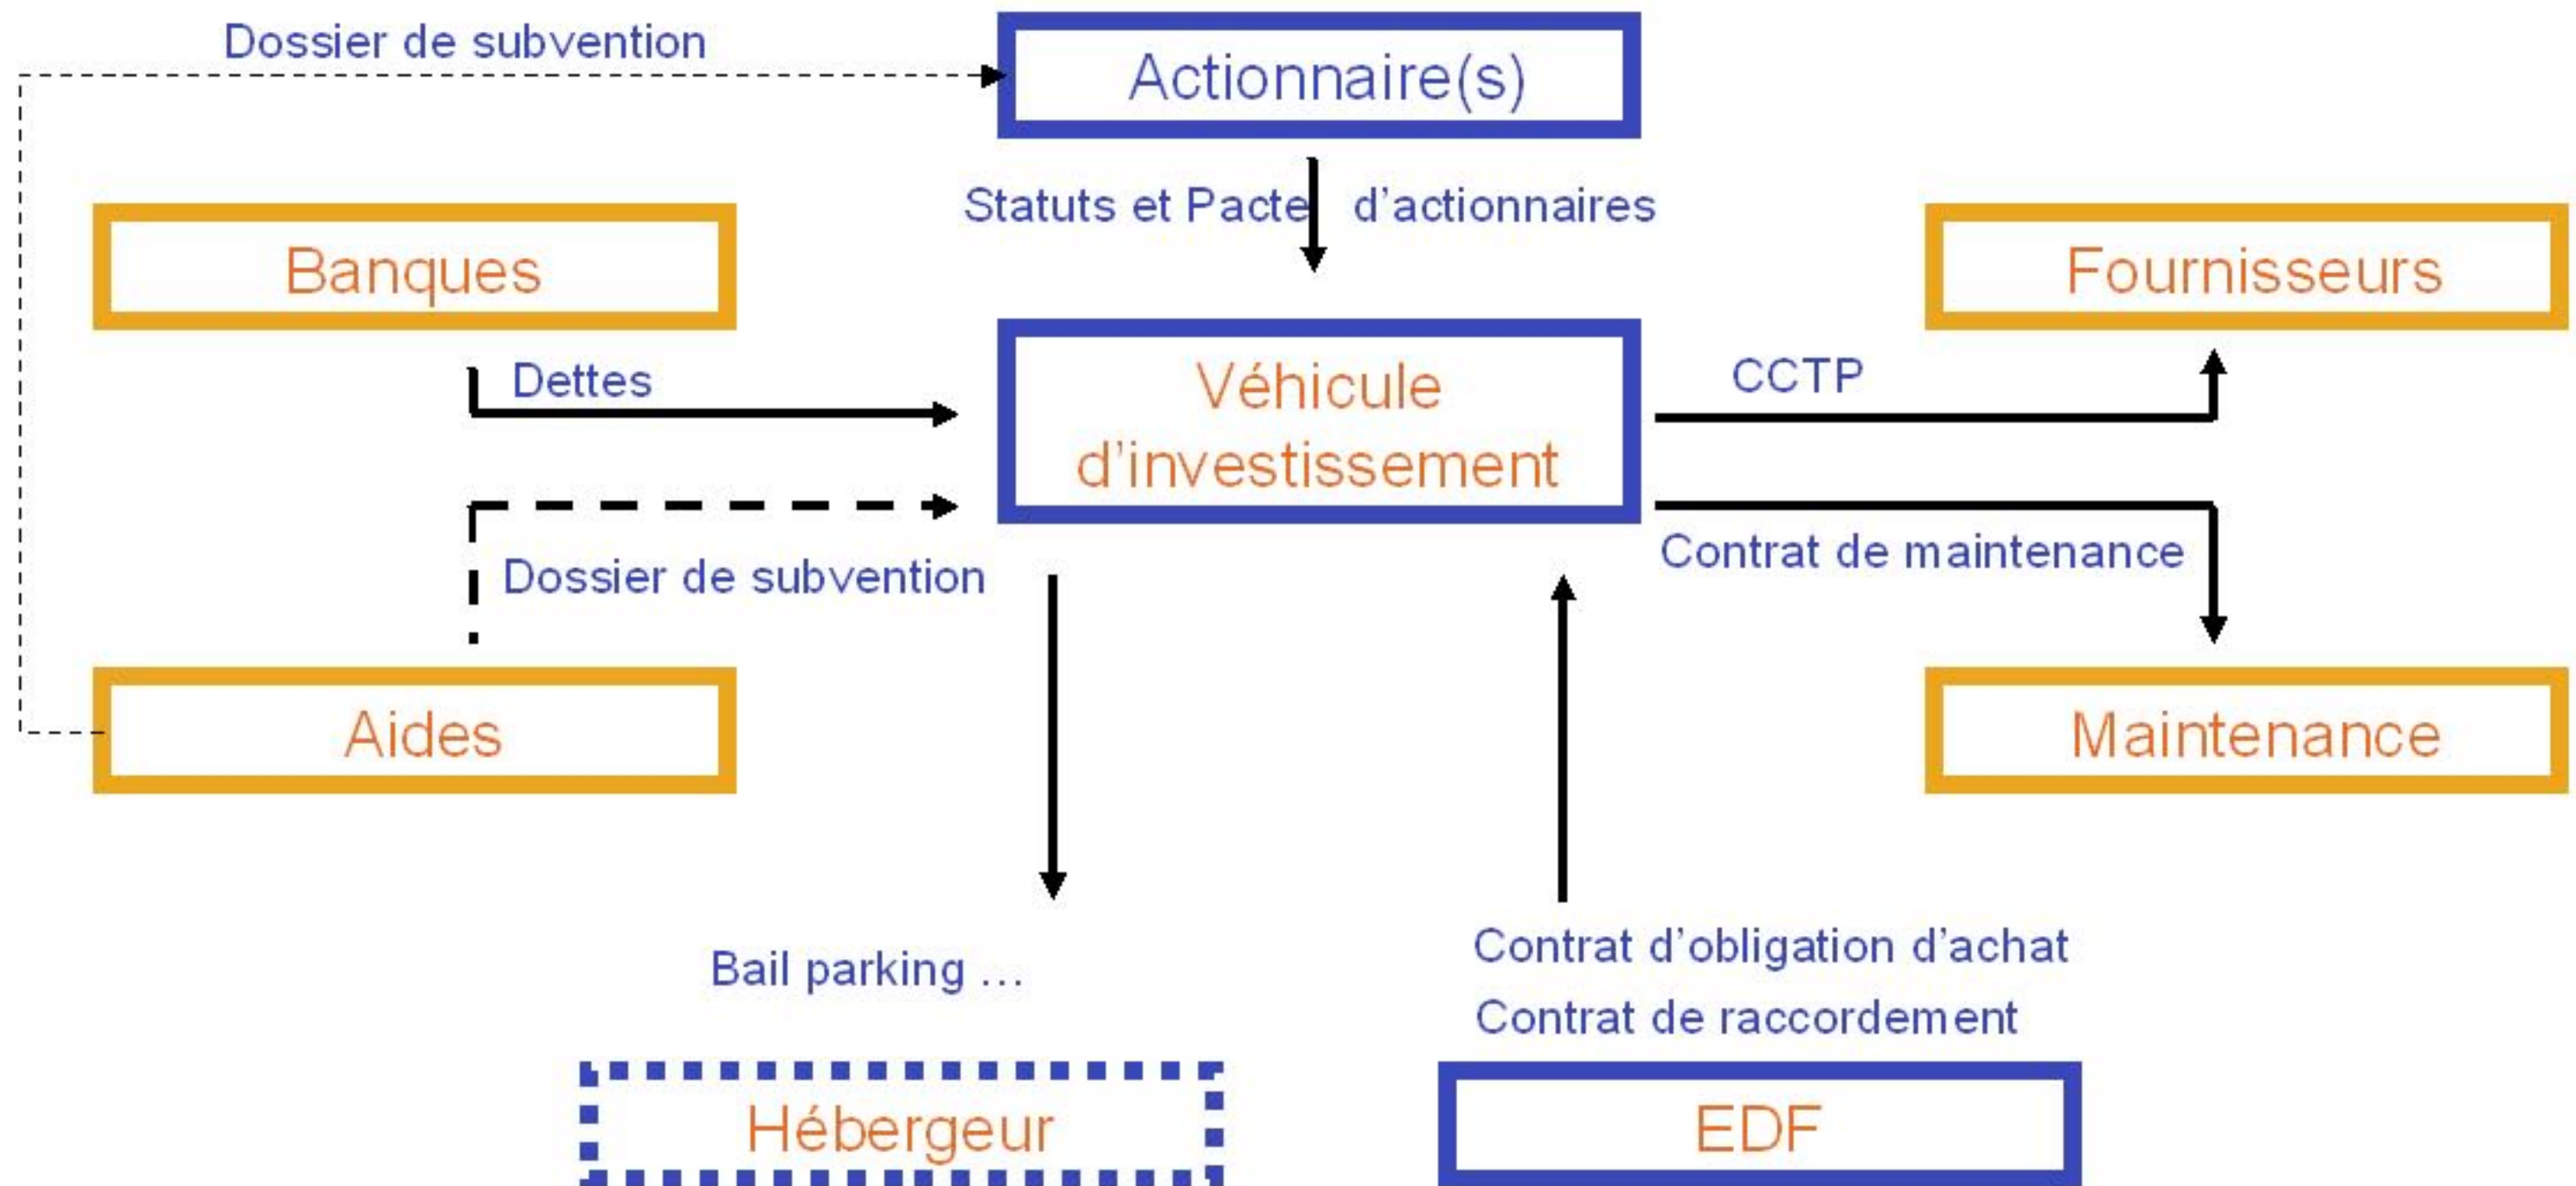 Dossier de subvention
Actionnaire(s)
Statuts et Pacte d'actionnaires
Banques
Fournisseurs
Dettes
Véhicule
d'investissement
CCTP
Contrat de maintenance
Dossier de subvention
Aides
Maintenance
Bail parking …
Contrat d'obligation d'achat
Contrat de raccordement
Hébergeur
EDF